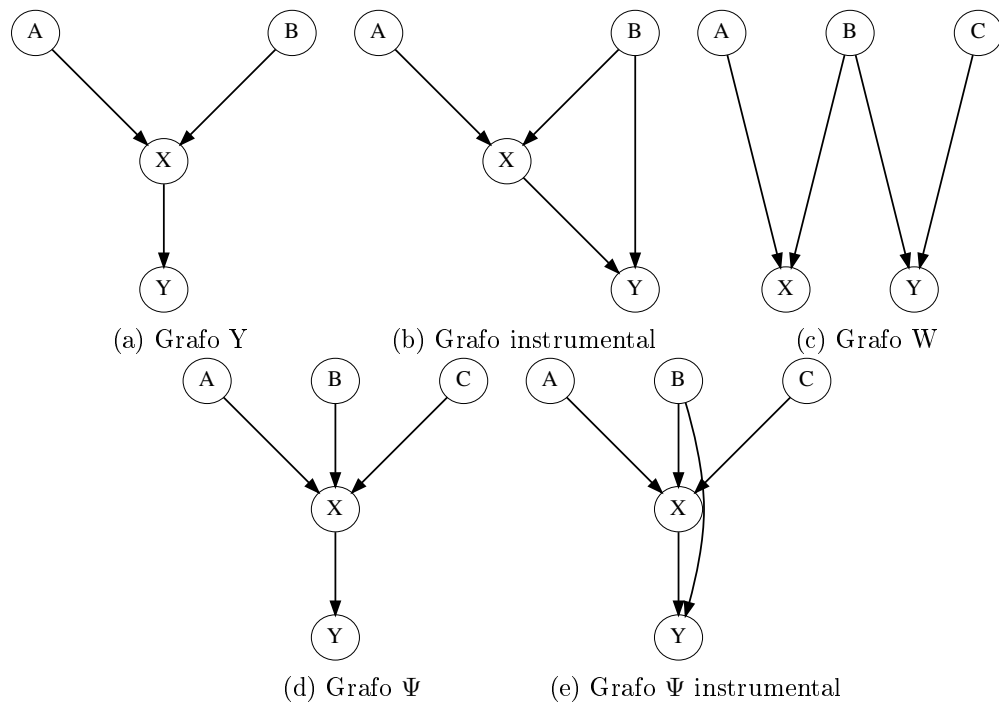 A B A B A B C
X X
Y Y X Y
(a) Grafo Y (b) Grafo instrumental (c) Grafo W
A B C A B C
X X
Y Y
(d) Grafo Ψ (e) Grafo Ψ instrumental